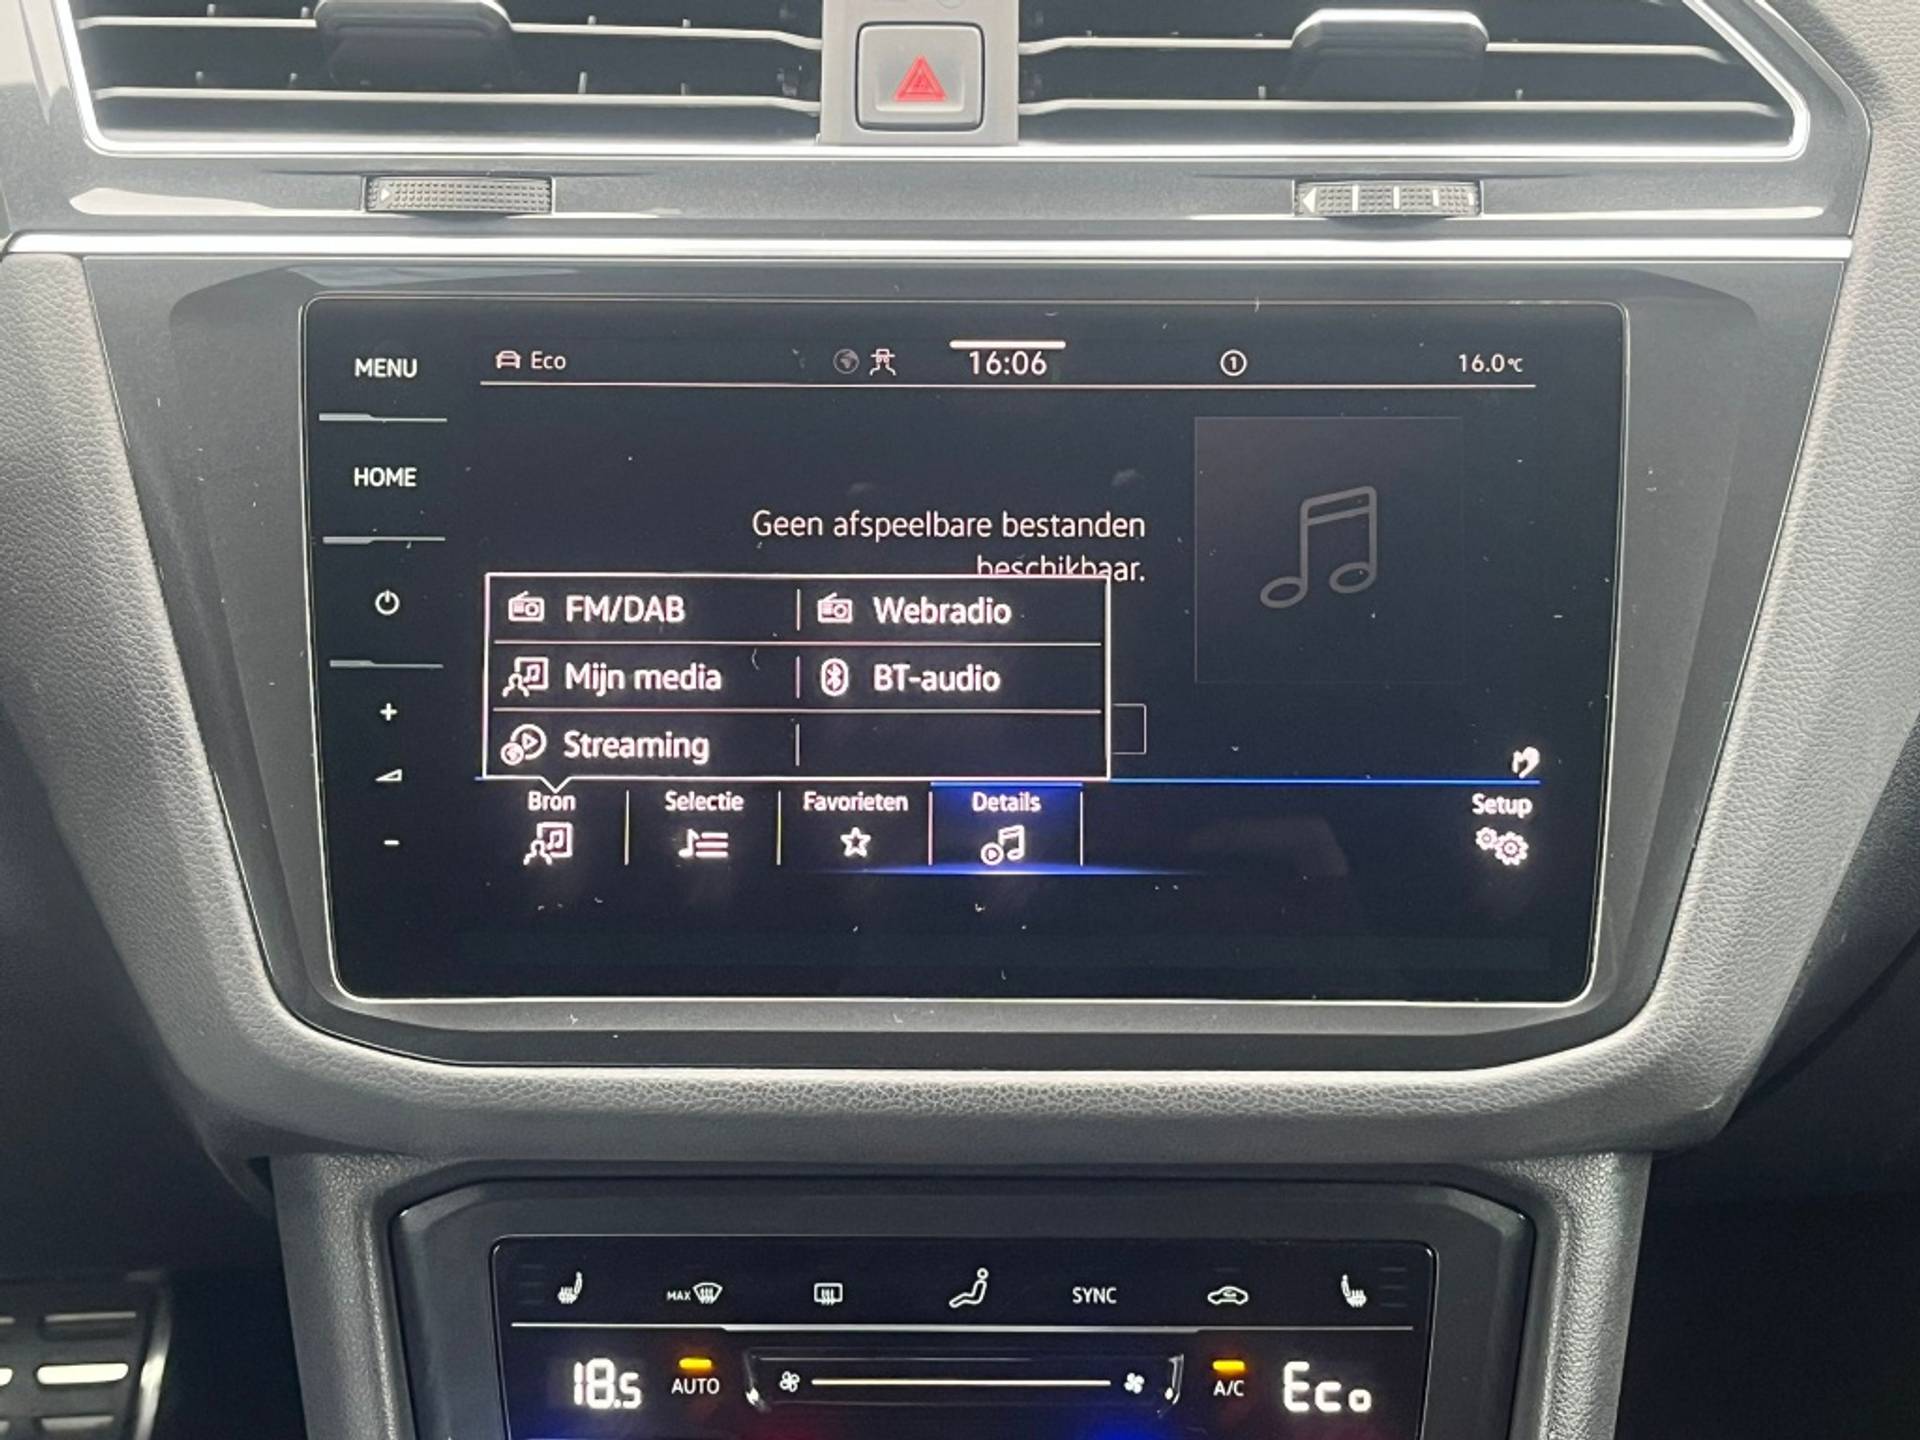 MENU
Eco
16:06
1
16.0°C
HOME
Geen afspeelbare bestanden
beschikbaar.
FM/DAB
Webradio
Mijn media
BT-audio
Streaming
Bron
Selectie
Favorieten
Details
Setup
+
-
MAX
SYNC
18.5
AUTO
A/C
Eco